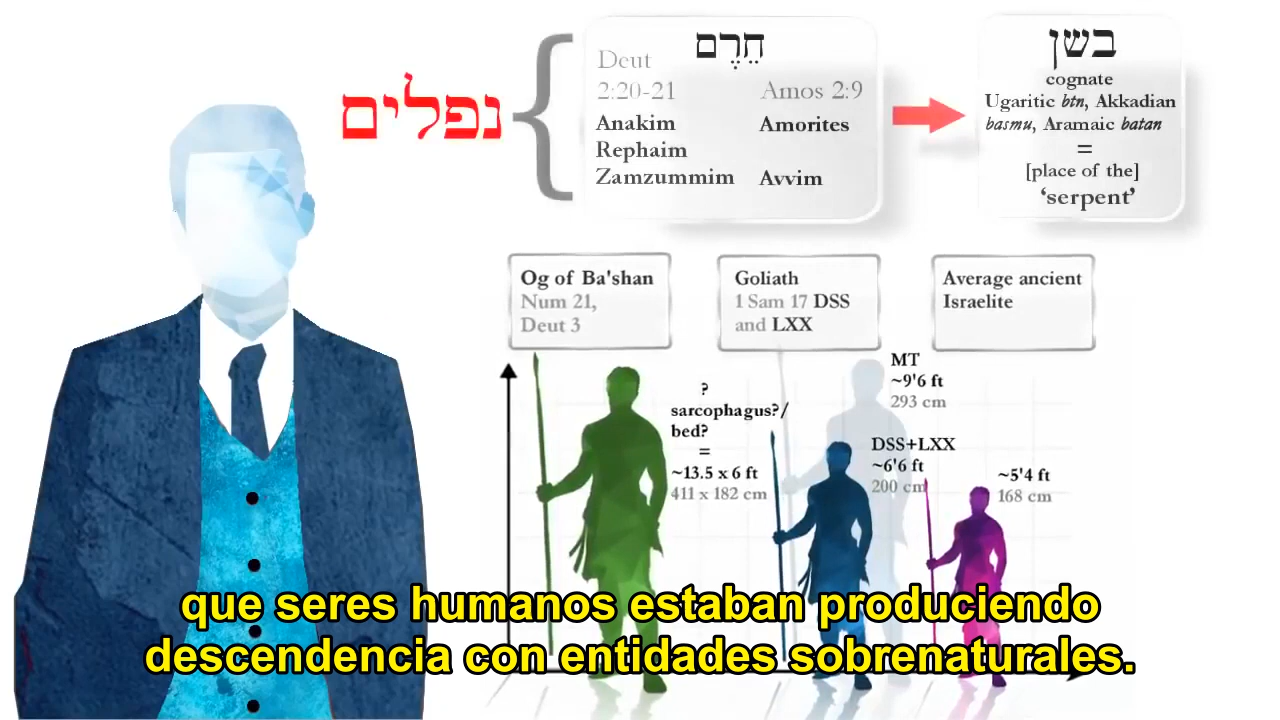 נפלים
חֵרֶם
Deut
2:20-21
Anakim
Rephaim
Zamzummim
Amos 2:9
Amorites
Avvim
בשן
cognate
Ugaritic btn, Akkadian
basmu, Aramaic batan
=
[place of the]
‘serpent’
Og of Ba'shan
Num 21,
Deut 3
Goliath
1 Sam 17 DSS
and LXX
Average ancient
Israelite
?
sarcophagus?/
bed?
=
~13.5 x 6 ft
411 x 182 cm
MT
~9'6 ft
293 cm
DSS+LXX
~6'6 ft
200 cm
~5'4 ft
168 cm
que seres humanos estaban produciendo
descendencia con entidades sobrenaturales.